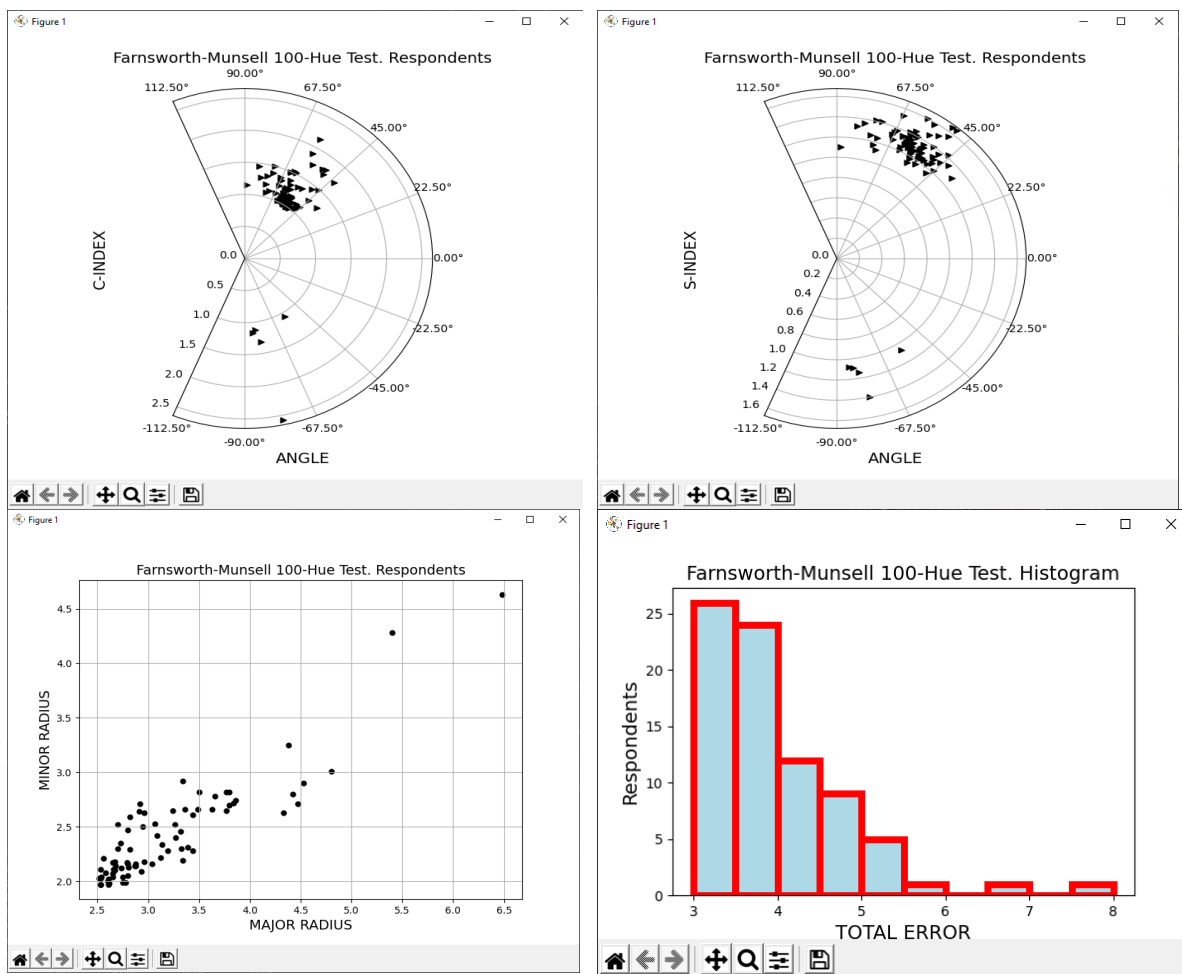 Figure 1
Farnsworth-Munsell 100-Hue Test. Respondents
90.00°
112.50°
67.50°
45.00°
22.50°
0.00°
-22.50°
-45.00°
-67.50°
-90.00°
-112.50°
0.0
0.5
1.0
1.5
2.0
2.5
C-INDEX
ANGLE
Figure 1
Farnsworth-Munsell 100-Hue Test. Respondents
90.00°
112.50°
67.50°
45.00°
22.50°
0.00°
-22.50°
-45.00°
-67.50°
-90.00°
-112.50°
0.0
0.2
0.4
0.6
0.8
1.0
1.2
1.4
1.6
S-INDEX
ANGLE
Figure 1
Farnsworth-Munsell 100-Hue Test. Respondents
4.5
4.0
3.5
3.0
2.5
2.0
MINOR RADIUS
2.5 3.0 3.5 4.0 4.5 5.0 5.5 6.0 6.5
MAJOR RADIUS
Figure 1
Farnsworth-Munsell 100-Hue Test. Histogram
25
20
15
10
5
0
Respondents
3 4 5 6 7 8
TOTAL ERROR